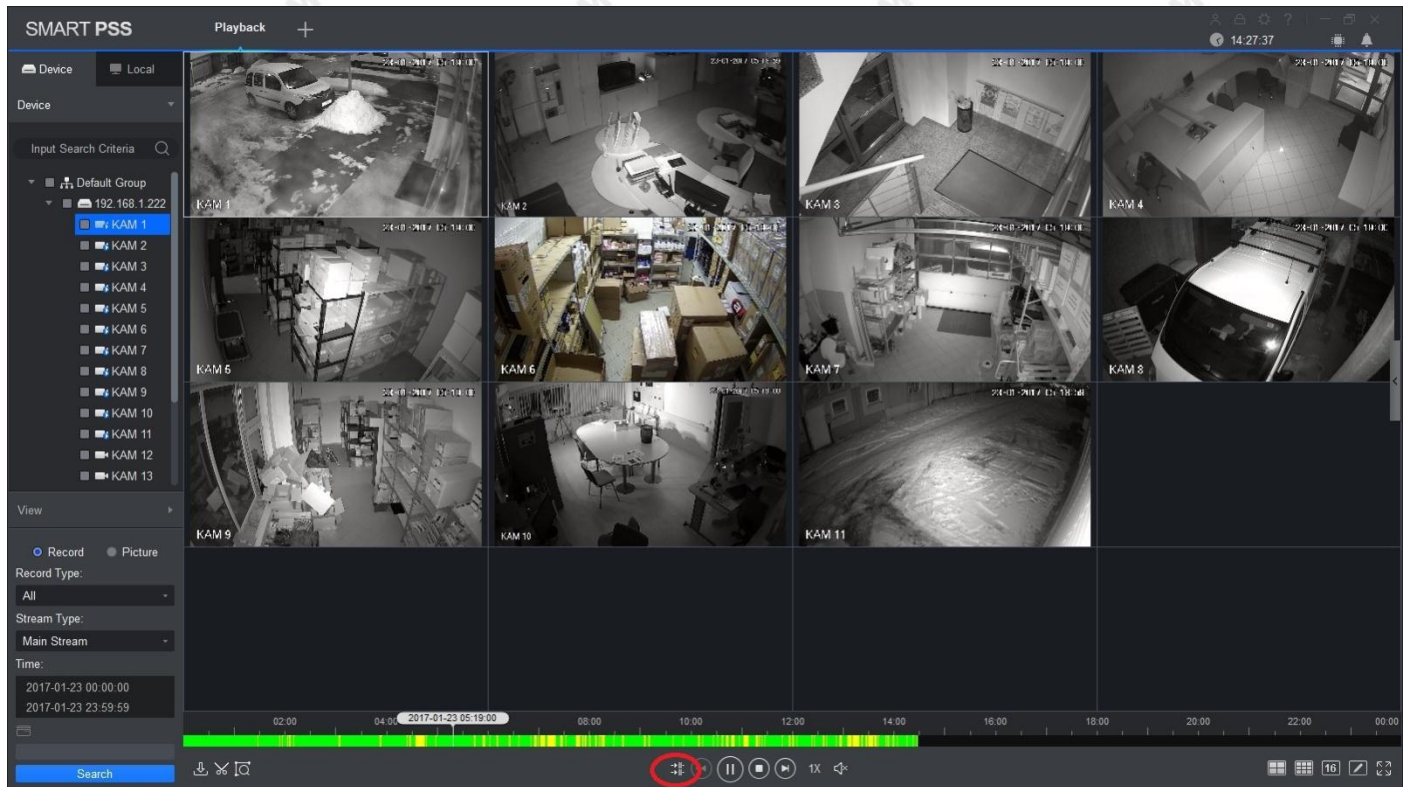 SMART PSS
Playback
14:27:37
Device
Local
Device
Input Search Criteria
Default Group
192.168.1.222
KAM 1
KAM 2
KAM 3
KAM 4
KAM 5
KAM 6
KAM 7
KAM 8
KAM 9
KAM 10
KAM 11
KAM 12
KAM 13
View
Record
Picture
Record Type:
All
Stream Type:
Main Stream
Time:
2017-01-23 00:00:00
2017-01-23 23:59:59
Search
KAM 1
KAM 2
KAM 3
KAM 4
KAM 5
KAM 6
KAM 7
KAM 8
KAM 9
KAM 10
KAM 11
02:00
04:00
2017-01-23 05:19:00
08:00
10:00
12:00
14:00
16:00
18:00
20:00
22:00
00:00
1X
16